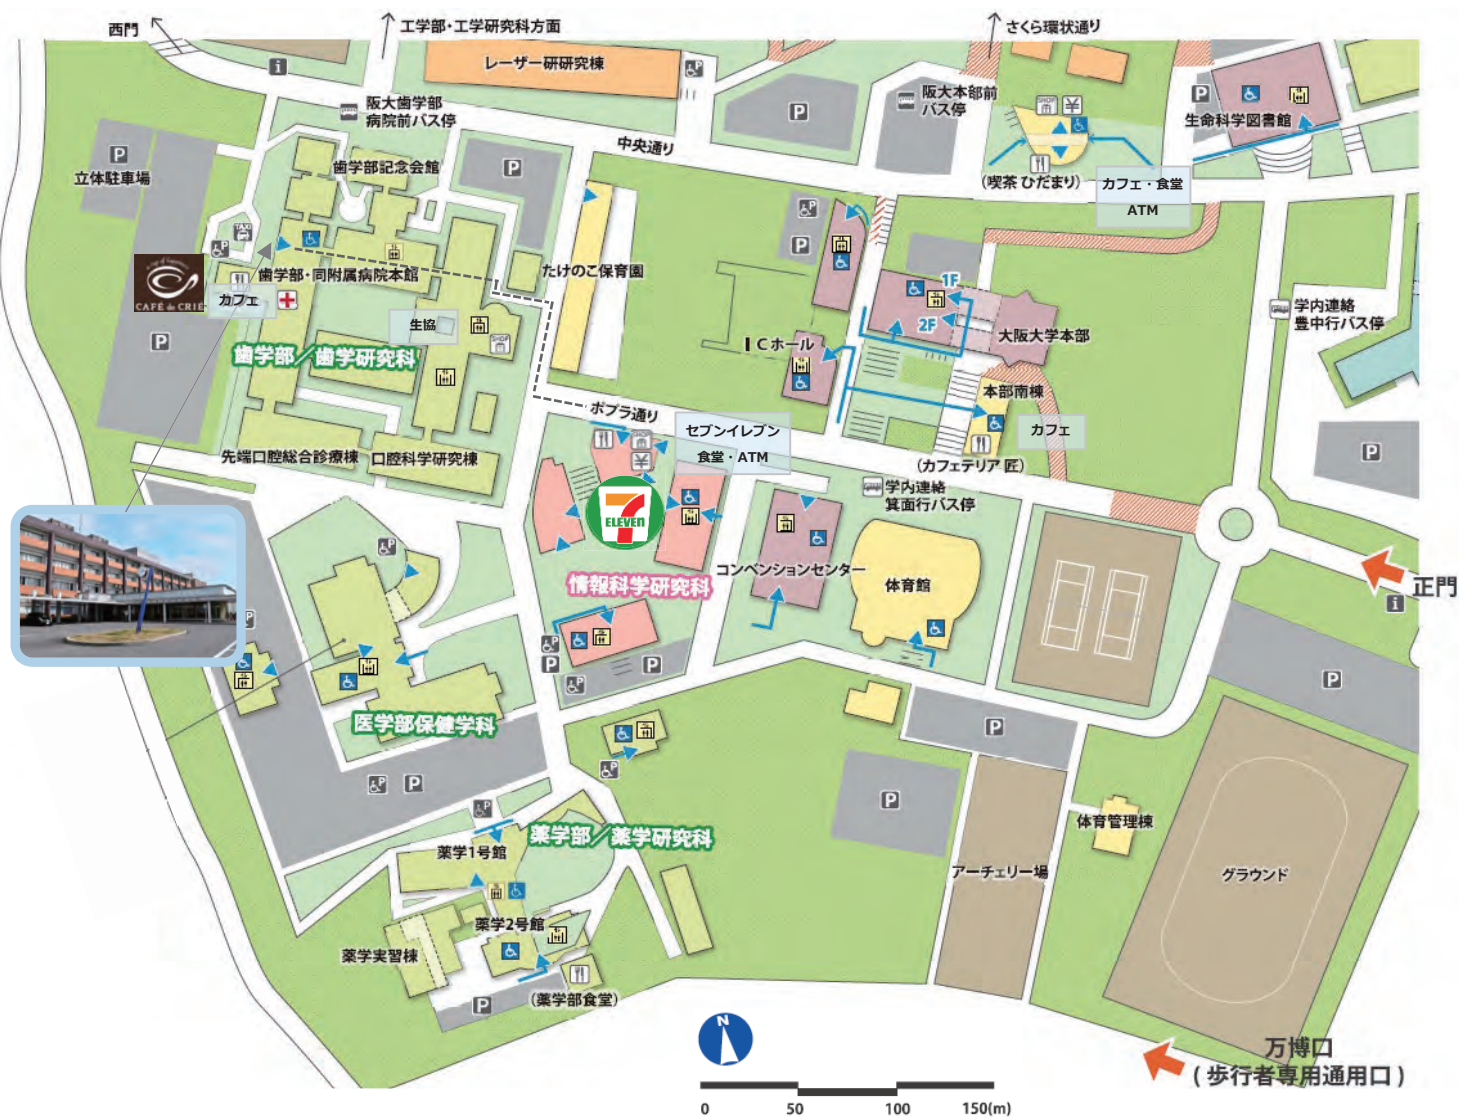 西門
工学部・工学研究科方面
さくら環状通り
レーザー研研究棟
P
阪大歯学部
病院前バス停
阪大本部前
バス停
P
SHOP
¥
P
生命科学図書館
中央通り
P
立体駐車場
歯学部記念会館
P
(喫茶 ひだまり)
カフェ・食堂
ATM
TAXI
P
P
P
歯学部・同附属病院本館
たけのこ保育園
CAFÉ de CRIÉ
カフェ
生協
SHOP
1F
2F
大阪大学本部
学内連絡
豊中行バス停
P
歯学部／歯学研究科
ICホール
本部南棟
ポプラ通り
セブンイレブン
食堂・ATM
カフェ
SHOP
¥
先端口腔総合診療棟
口腔科学研究棟
(カフェテリア 匠)
P
学内連絡
箕面行バス停
7
ELEVEn
コンベンションセンター
体育館
情報科学研究科
正門
P
P
P
P
P
P
P
医学部保健学科
P
P
P
P
P
P
薬学部／薬学研究科
体育管理棟
薬学1号館
アーチェリー場
グラウンド
薬学2号館
薬学実習棟
(薬学部食堂)
P
N
万博口
(歩行者専用通用口)
0
50
100
150(m)